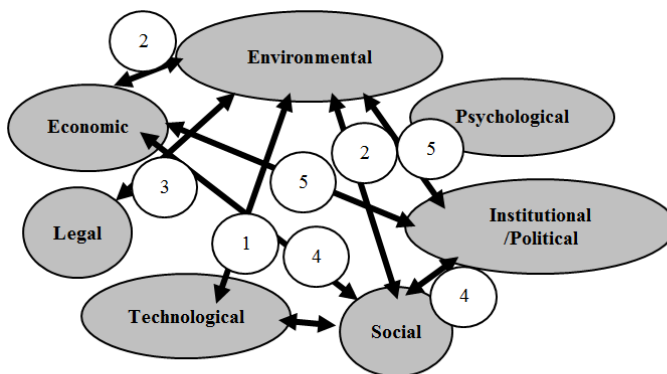 2
Environmental
Economic
Psychological
2
5
3
5
Legal
Institutional
/Political
1
4
4
Technological
Social